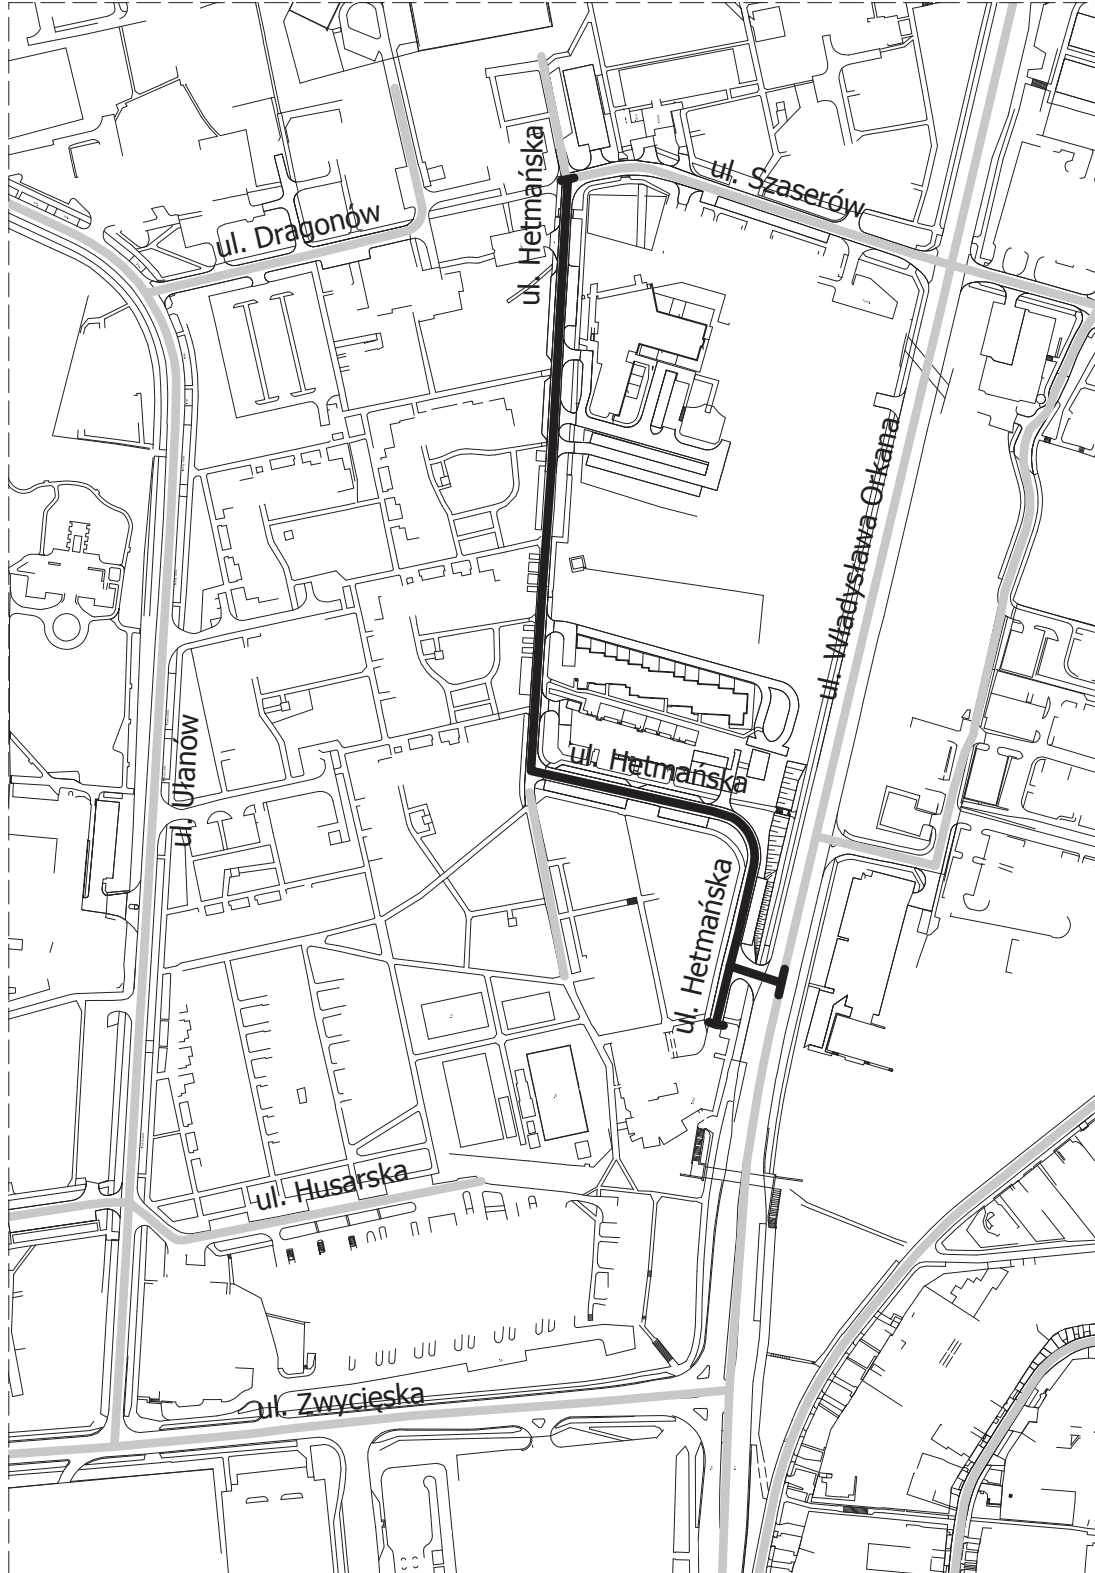 ul. Hetmańska
ul. Szaserów
ul. Dragonów
ul. Władysława Orkana
ul. Ułanów
ul. Hetmańska
ul. Hetmańska
ul. Husarska
ul. Zwycięska